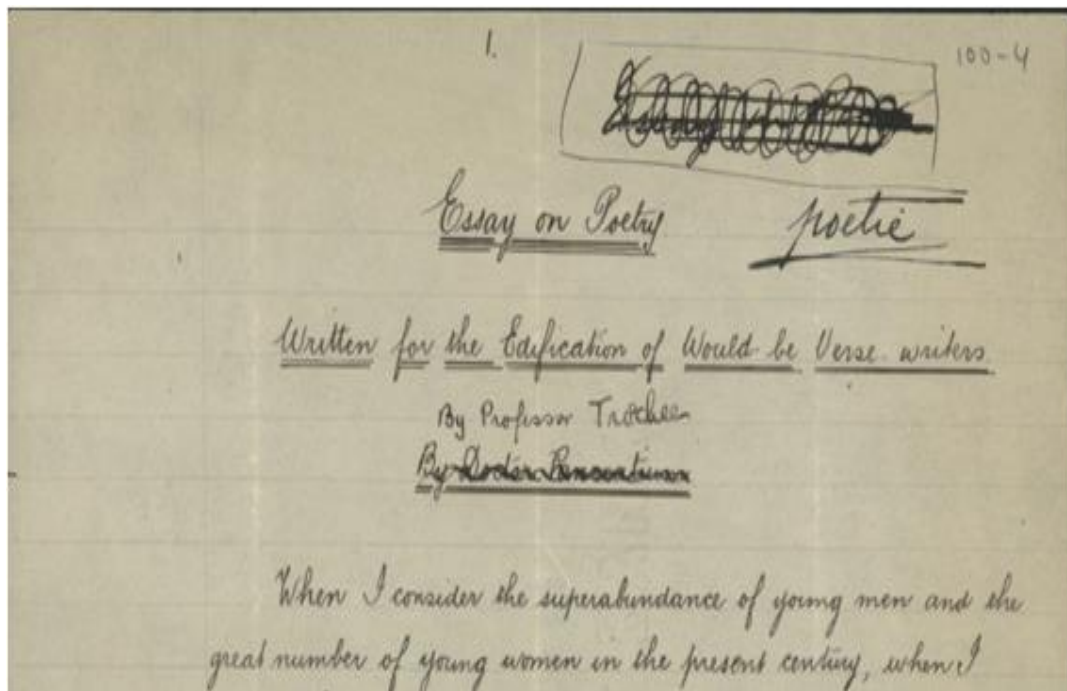 1.
100-4
Essay on Poetry
poetic
Written for the Edification of Would-be Verse-writers.
By Professor Trochee
By Doctor
When I consider the superabundance of young men and the
great number of young women in the present century, when I